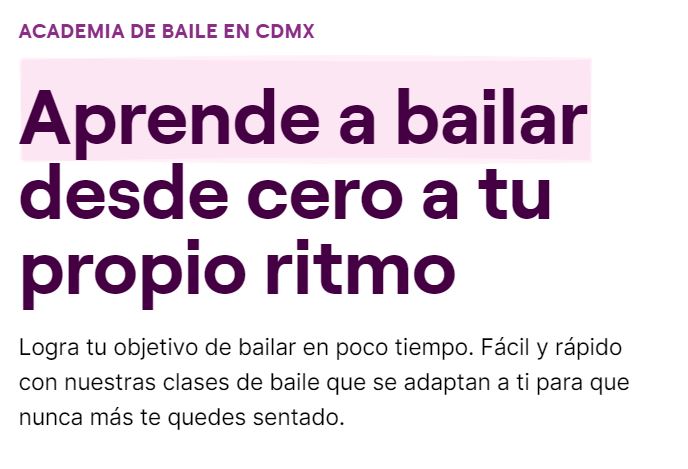 ACADEMIA DE BAILE EN CDMX
Aprende a bailar
desde cero a tu
propio ritmo
Logra tu objetivo de bailar en poco tiempo. Fácil y rápido
con nuestras clases de baile que se adaptan a ti para que
nunca más te quedes sentado.